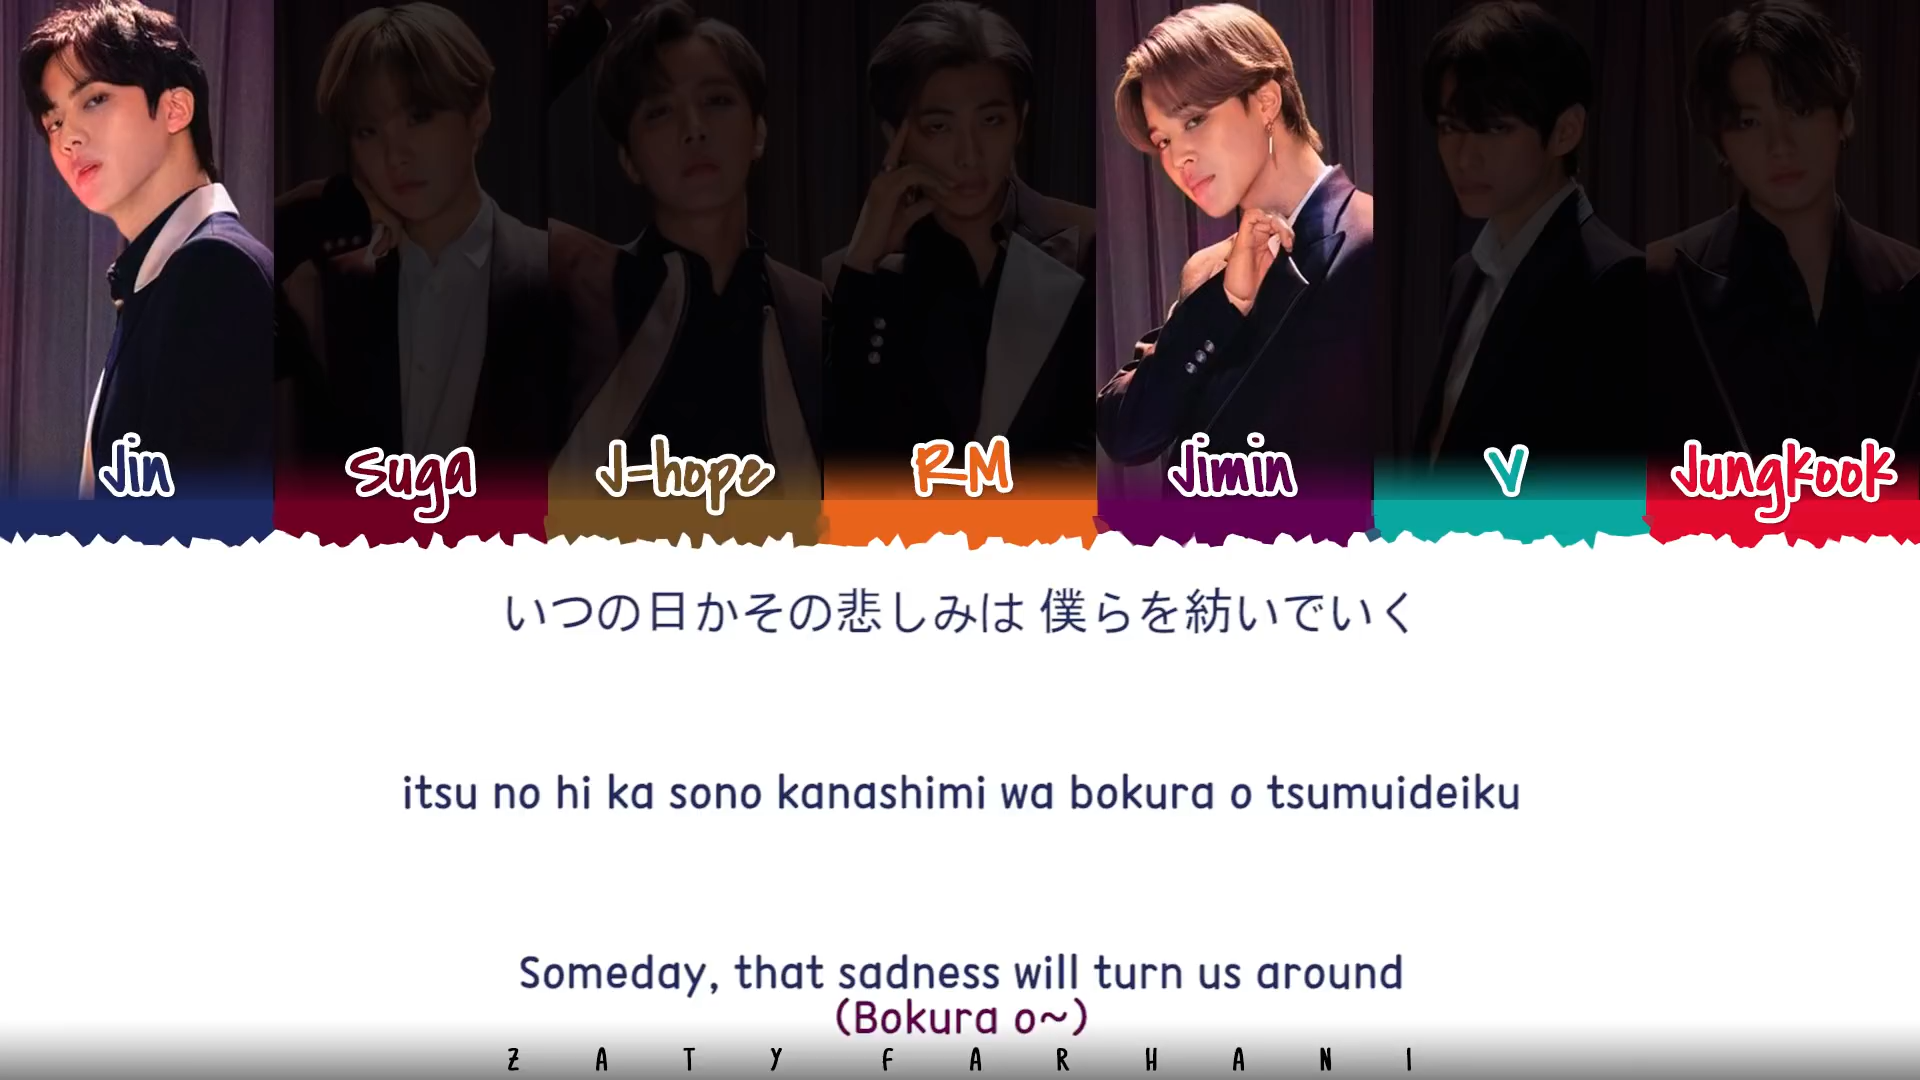 Jin Suga J-hope RM Jimin V Jungkook
いつの日かその悲しみは 僕らを紡いでいく
itsu no hi ka sono kanashimi wa bokura o tsumuideiku
Someday, that sadness will turn us around
(Bokura o~)
ZATY FARHANI